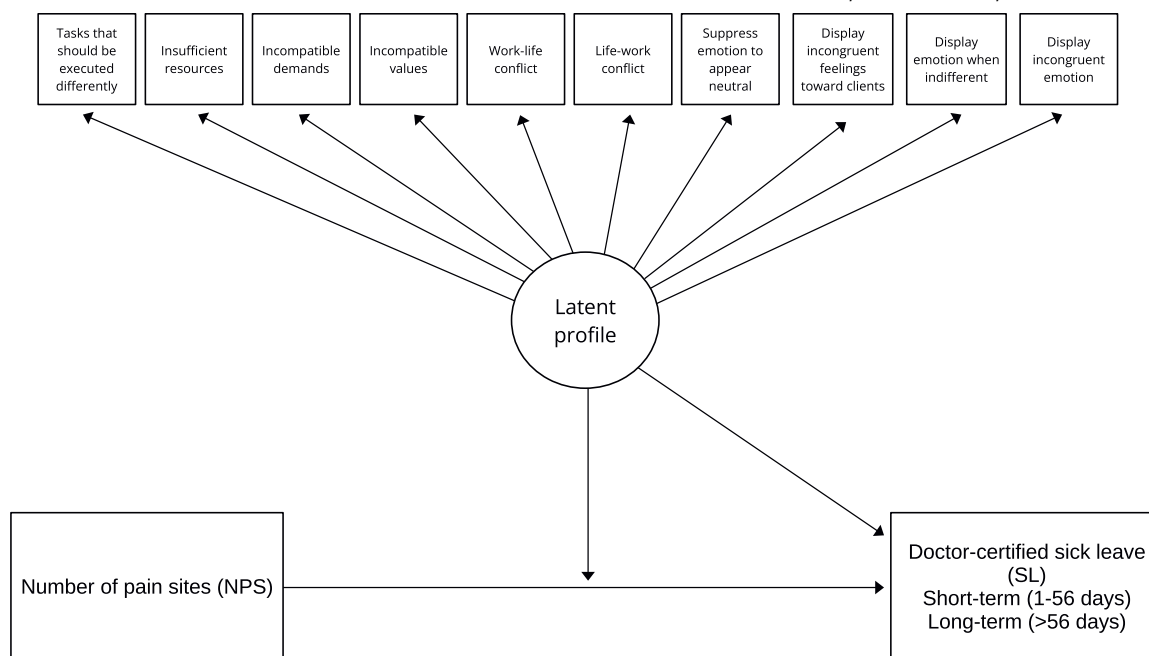 Tasks that
should be
executed
differently
Insufficient
resources
Incompatible
demands
Incompatible
values
Work-life
conflict
Life-work
conflict
Suppress
emotion to
appear
neutral
Display
incongruent
feelings
toward clients
Display
emotion when
indifferent
Display
incongruent
emotion
Latent
profile
Number of pain sites (NPS)
Doctor-certified sick leave
(SL)
Short-term (1-56 days)
Long-term (>56 days)